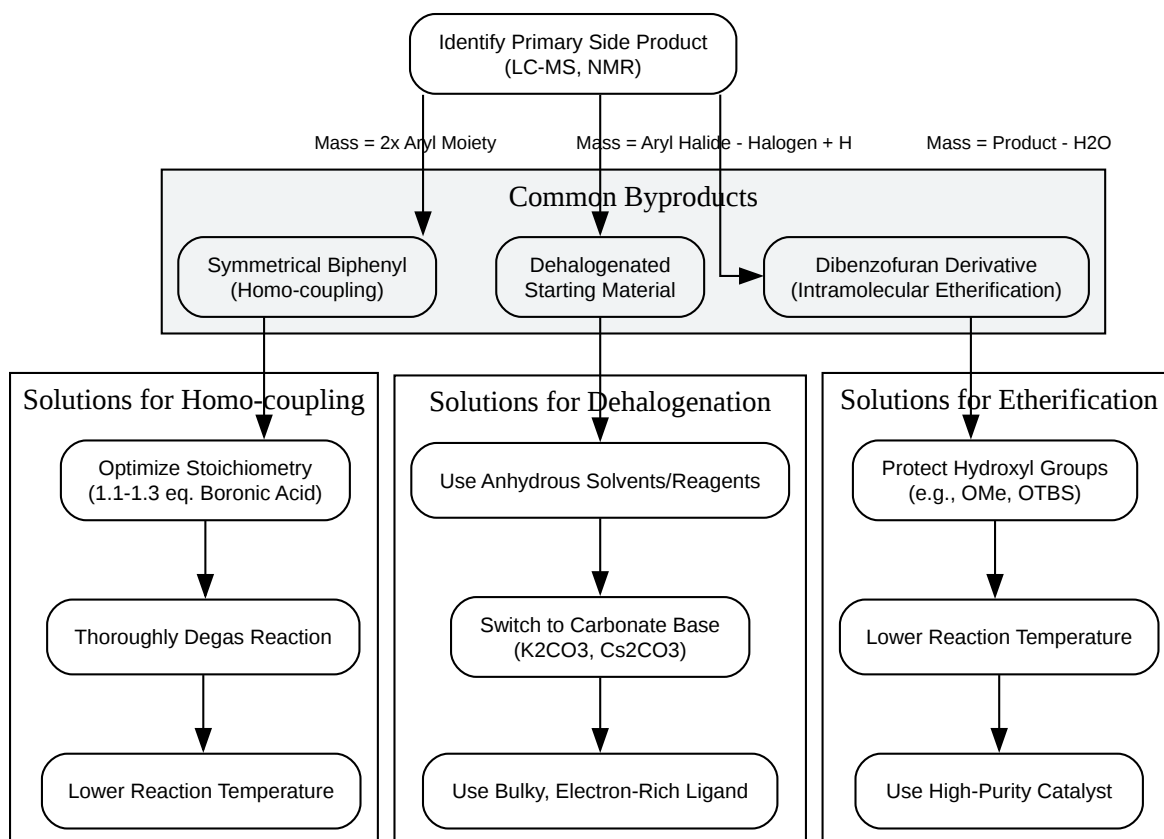 Identify Primary Side Product
(LC-MS, NMR)
Mass = 2x Aryl Moiety
Mass = Aryl Halide - Halogen + H
Mass = Product - H2O
Common Byproducts
Symmetrical Biphenyl
(Homo-coupling)
Dehalogenated
Starting Material
Dibenzofuran Derivative
(Intramolecular Etherification)
Solutions for Homo-coupling
Optimize Stoichiometry
(1.1-1.3 eq. Boronic Acid)
Thoroughly Degas Reaction
Lower Reaction Temperature
Solutions for Dehalogenation
Use Anhydrous Solvents/Reagents
Switch to Carbonate Base
(K2CO3, Cs2CO3)
Use Bulky, Electron-Rich Ligand
Solutions for Etherification
Protect Hydroxyl Groups
(e.g., OMe, OTBS)
Lower Reaction Temperature
Use High-Purity Catalyst